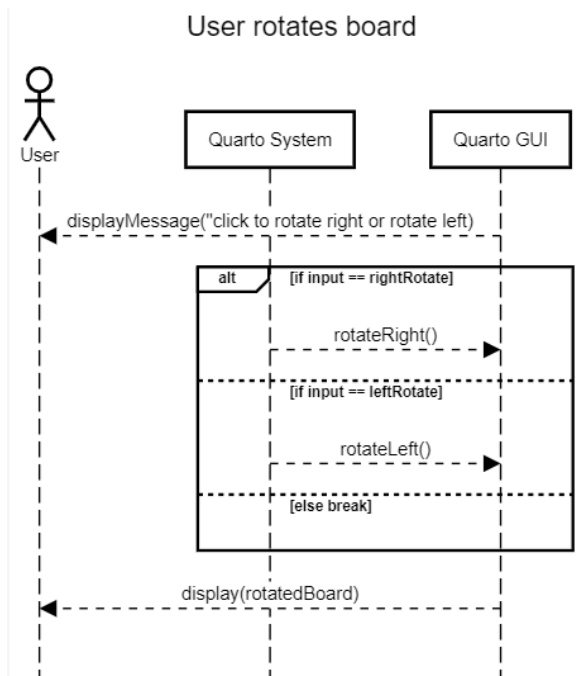 User rotates board
User
Quarto System
Quarto GUI
displayMessage("click to rotate right or rotate left)
alt
[if input == rightRotate]
rotateRight()
[if input == leftRotate]
rotateLeft()
[else break]
display(rotatedBoard)